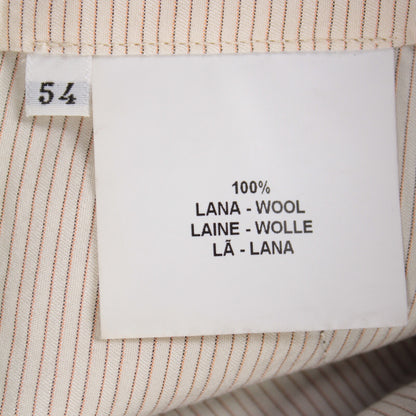 54
100%
LANA - WOOL
LAINE - WOLLE
LÃ - LANA